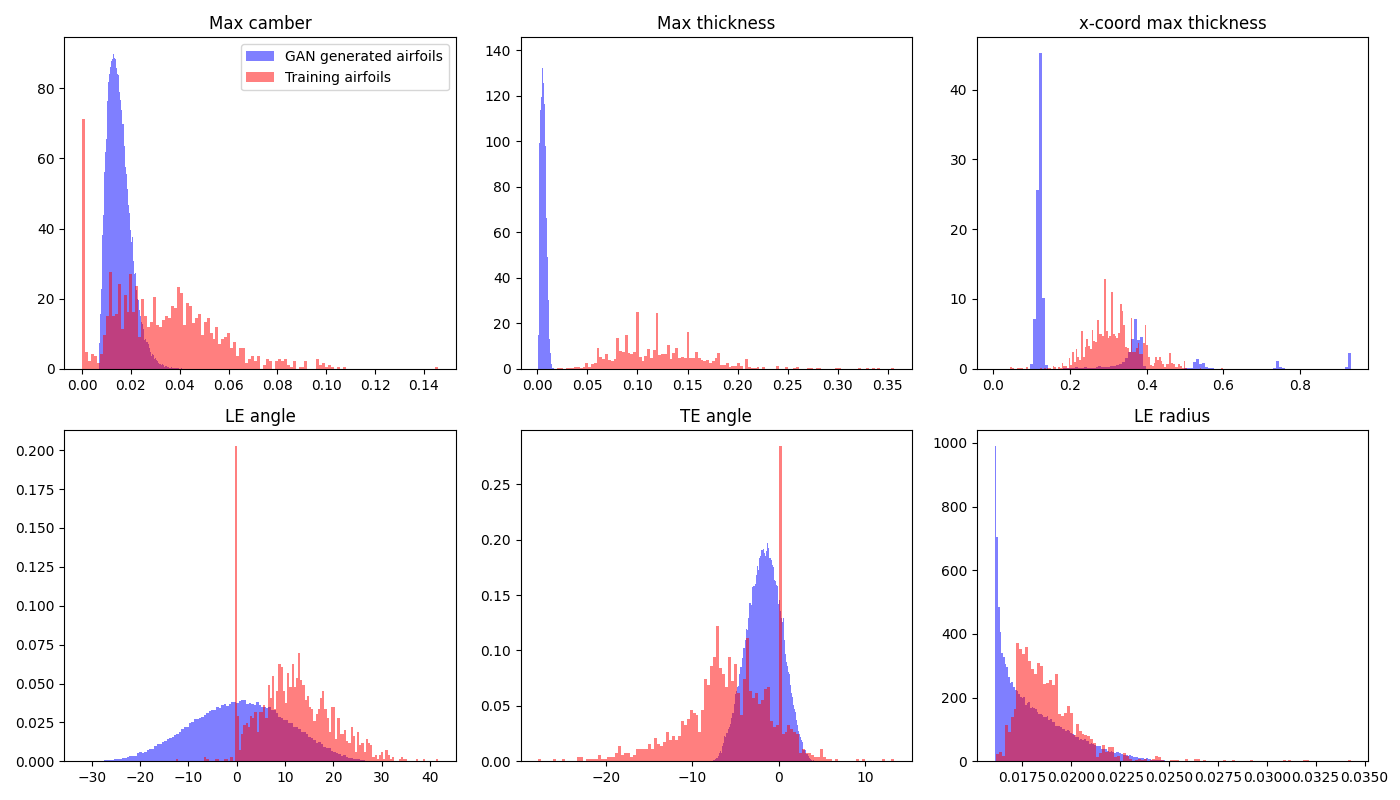 Max camber
GAN generated airfoils
Training airfoils
0
20
40
60
80
0.00 0.02 0.04 0.06 0.08 0.10 0.12 0.14
Max thickness
0
20
40
60
80
100
120
140
0.00 0.05 0.10 0.15 0.20 0.25 0.30 0.35
x-coord max thickness
0
10
20
30
40
0.0 0.2 0.4 0.6 0.8
LE angle
0.000
0.025
0.050
0.075
0.100
0.125
0.150
0.175
0.200
−30 −20 −10 0 10 20 30 40
TE angle
0.00
0.05
0.10
0.15
0.20
0.25
−20 −10 0 10
LE radius
0
200
400
600
800
1000
0.0175 0.0200 0.0225 0.0250 0.0275 0.0300 0.0325 0.0350